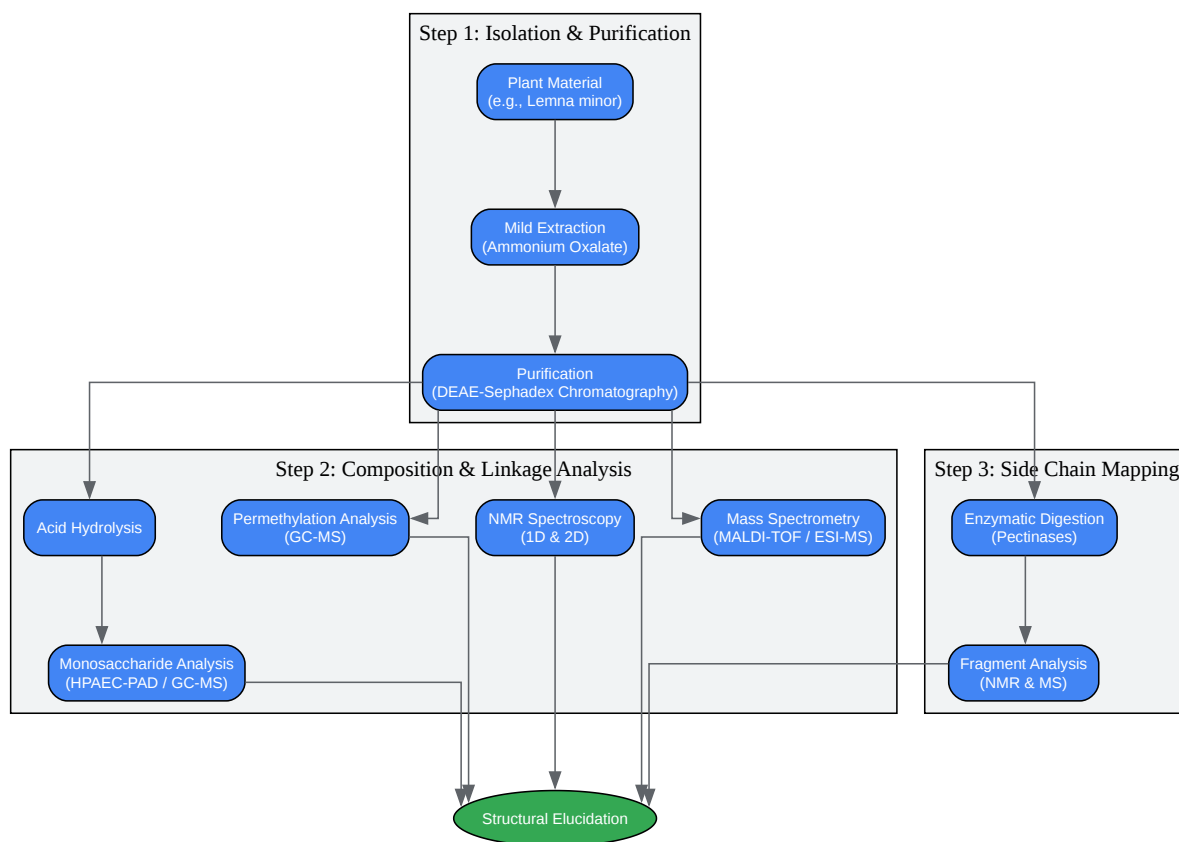 Step 1: Isolation & Purification
Plant Material
(e.g., Lemna minor)
Mild Extraction
(Ammonium Oxalate)
Purification
(DEAE-Sephadex Chromatography)
Step 2: Composition & Linkage Analysis
Step 3: Side Chain Mapping
Acid Hydrolysis
Permethylation Analysis
(GC-MS)
NMR Spectroscopy
(1D & 2D)
Mass Spectrometry
(MALDI-TOF / ESI-MS)
Enzymatic Digestion
(Pectinases)
Monosaccharide Analysis
(HPAEC-PAD / GC-MS)
Fragment Analysis
(NMR & MS)
Structural Elucidation